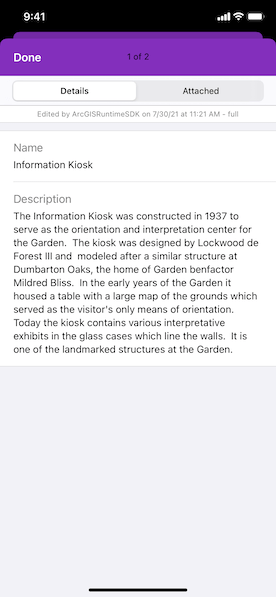 9:41
Done
1 of 2
Details
Attached
Edited by ArcGISRuntimeSDK on 7/30/21 at 11:21 AM - full
Name
Information Kiosk
Description
The Information Kiosk was constructed in 1937 to
serve as the orientation and interpretation center for
the Garden.  The kiosk was designed by Lockwood de
Forest III and  modeled after a similar structure at
Dumbarton Oaks, the home of Garden benfactor
Mildred Bliss.  In the early years of the Garden it
housed a table with a large map of the grounds which
served as the visitor's only means of orientation.
Today the kiosk contains various interpretative
exhibits in the glass cases which line the walls.  It is
one of the landmarked structures at the Garden.